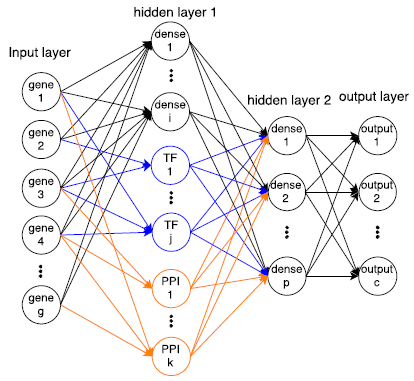 Input layer
gene
1
gene
2
gene
3
gene
4
gene
g
hidden layer 1
dense
1
dense
i
TF
1
TF
j
PPI
1
PPI
k
hidden layer 2
dense
1
dense
2
dense
p
output layer
output
1
output
2
output
c